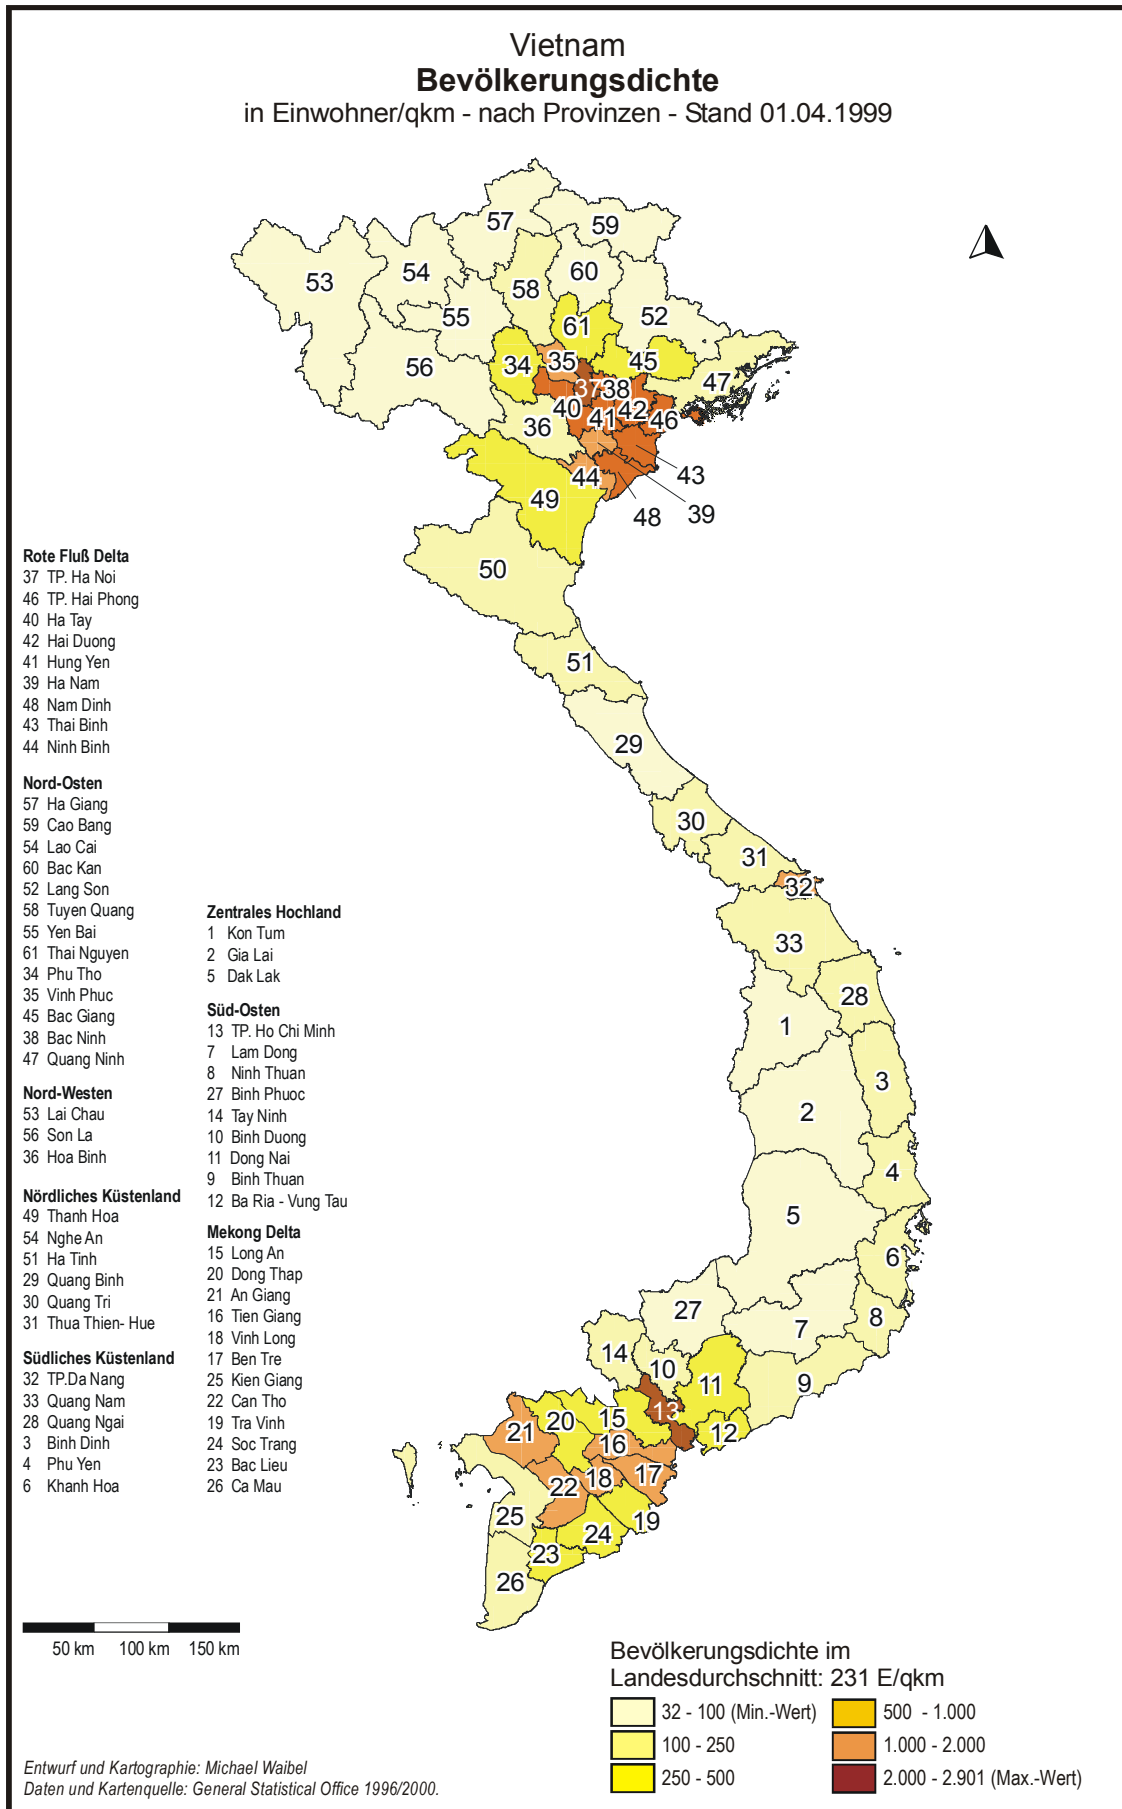 Vietnam
Bevölkerungsdichte
in Einwohner/qkm - nach Provinzen - Stand 01.04.1999
57
59
53
54
60
58
55
52
61
56
34
35
45
47
37
38
40
41
42
46
36
44
43
49
48
39
50
51
29
30
31
32
33
28
1
3
2
4
5
6
27
7
8
14
10
11
9
13
12
20
15
21
16
22
18
17
25
19
24
23
26
Rote Fluß Delta
37 TP. Ha Noi
46 TP. Hai Phong
40 Ha Tay
42 Hai Duong
41 Hung Yen
39 Ha Nam
48 Nam Dinh
43 Thai Binh
44 Ninh Binh
Nord-Osten
57 Ha Giang
59 Cao Bang
54 Lao Cai
60 Bac Kan
52 Lang Son
58 Tuyen Quang
55 Yen Bai
61 Thai Nguyen
34 Phu Tho
35 Vinh Phuc
45 Bac Giang
38 Bac Ninh
47 Quang Ninh
Nord-Westen
53 Lai Chau
56 Son La
36 Hoa Binh
Nördliches Küstenland
49 Thanh Hoa
54 Nghe An
51 Ha Tinh
29 Quang Binh
30 Quang Tri
31 Thua Thien- Hue
Südliches Küstenland
32 TP.Da Nang
33 Quang Nam
28 Quang Ngai
3 Binh Dinh
4 Phu Yen
6 Khanh Hoa
Zentrales Hochland
1 Kon Tum
2 Gia Lai
5 Dak Lak
Süd-Osten
13 TP. Ho Chi Minh
7 Lam Dong
8 Ninh Thuan
27 Binh Phuoc
14 Tay Ninh
10 Binh Duong
11 Dong Nai
9 Binh Thuan
12 Ba Ria - Vung Tau
Mekong Delta
15 Long An
20 Dong Thap
21 An Giang
16 Tien Giang
18 Vinh Long
17 Ben Tre
25 Kien Giang
22 Can Tho
19 Tra Vinh
24 Soc Trang
23 Bac Lieu
26 Ca Mau
50 km 100 km 150 km
Bevölkerungsdichte im
Landesdurchschnitt: 231 E/qkm
32 - 100 (Min.-Wert)
100 - 250
250 - 500
500 - 1.000
1.000 - 2.000
2.000 - 2.901 (Max.-Wert)
Entwurf und Kartographie: Michael Waibel
Daten und Kartenquelle: General Statistical Office 1996/2000.